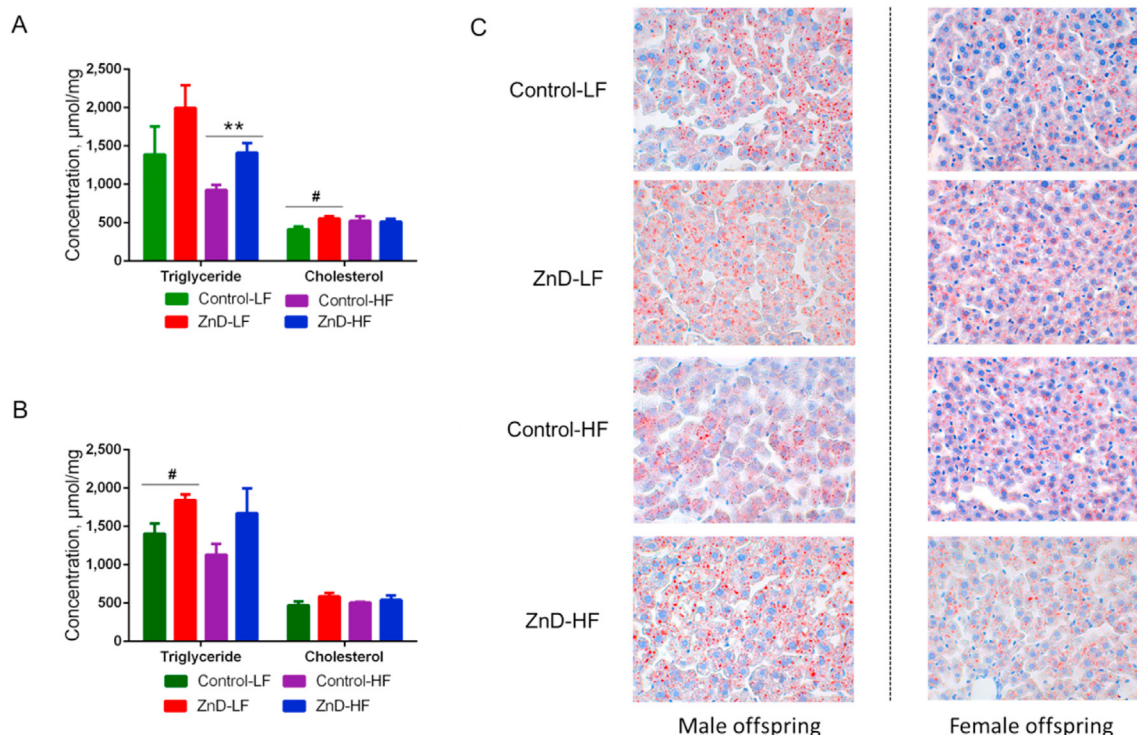 A
Concentration, µmol/mg
2,500
2,000
1,500
1,000
500
0
**
#
Triglyceride Cholesterol
Control-LF Control-HF
ZnD-LF ZnD-HF
B
Concentration, µmol/mg
2,500
2,000
1,500
1,000
500
0
#
Triglyceride Cholesterol
Control-LF Control-HF
ZnD-LF ZnD-HF
C
Control-LF
ZnD-LF
Control-HF
ZnD-HF
Male offspring Female offspring